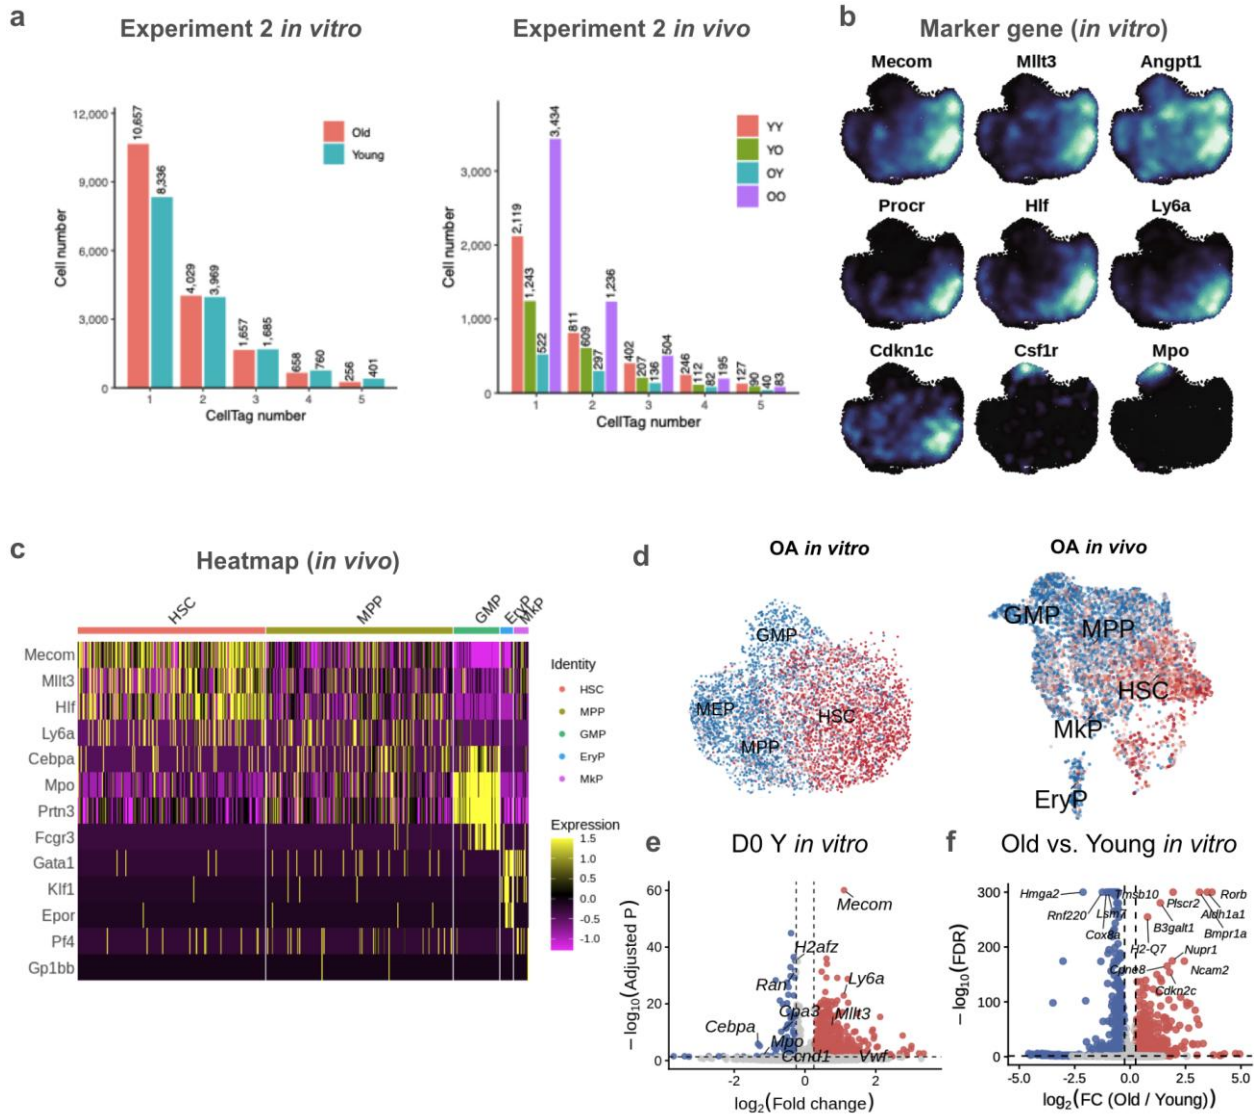 a
Experiment 2 in vitro
Experiment 2 in vivo
b
Marker gene (in vitro)
Cell number
12,000
9,000
6,000
3,000
0
10,657
8,336
4,029
3,969
1,657
1,685
658
760
256
401
1 2 3 4 5
CellTag number
Old
Young
Cell number
3,000
2,000
1,000
0
2,119
1,243
522
3,434
811
609
297
1,236
402
207
136
504
246
112
82
195
127
90
40
83
1 2 3 4 5
CellTag number
YY
YO
OY
OO
Mecom Mllt3 Angpt1
Procr Hlf Ly6a
Cdkn1c Csf1r Mpo
c
Heatmap (in vivo)
HSC MPP GMP EryP MkP
Mecom
Mllt3
Hlf
Ly6a
Cebpa
Mpo
Prtn3
Fcgr3
Gata1
Klf1
Epor
Pf4
Gp1bb
Identity
HSC
MPP
GMP
EryP
MkP
Expression
1.5
1.0
0.5
0.0
-0.5
-1.0
d
OA in vitro
GMP
MEP
HSC
MPP
OA in vivo
GMP
MPP
HSC
MkP
EryP
e
D0 Y in vitro
−log10(Adjusted P)
60
40
20
0
Mecom
H2afz
Ran
Ly6a
Cpa3
Mllt3
Cebpa
Mpo
Ccnd1
Vwf
-2 0 2
log2(Fold change)
f
Old vs. Young in vitro
−log10(FDR)
300
200
100
0
Hmga2
Tmsb10
Rorb
Rnf220
Lsm7
Plscr2
Aldh1a1
Cox8a
B3galt1
Bmpr1a
H2-Q7
Nupr1
Cpne8
Ncam2
Cdkn2c
-5.0 -2.5 0.0 2.5 5.0
log2(FC (Old / Young))